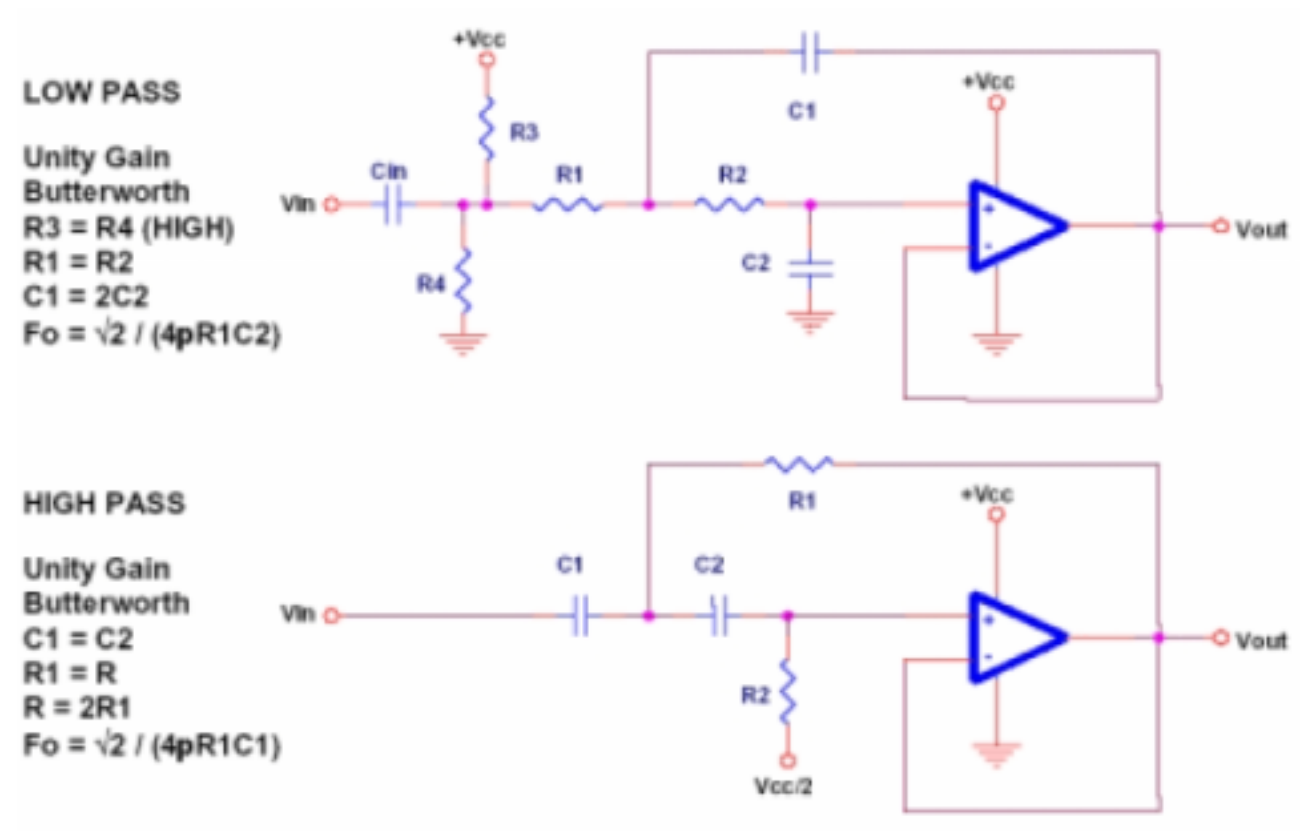 LOW PASS
Unity Gain
Butterworth
R3 = R4 (HIGH)
R1 = R2
C1 = 2C2
Fo = √2 / (4pR1C2)
+Vcc
R3
Cin
Vin
R4
R1
R2
C1
C2
+Vcc
+
-
Vout
HIGH PASS
Unity Gain
Butterworth
C1 = C2
R1 = R
R = 2R1
Fo = √2 / (4pR1C1)
Vin
C1
C2
R1
R2
Vcc/2
+Vcc
+
-
Vout